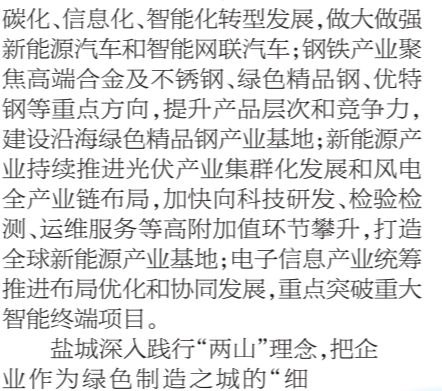 碳化、信息化、智能化转型发展,做大做强
新能源汽车和智能网联汽车;钢铁产业聚
焦高端合金及不锈钢、绿色精品钢、优特
钢等重点方向,提升产品层次和竞争力,
建设沿海绿色精品钢产业基地;新能源产
业持续推进光伏产业集群化发展和风电
全产业链布局,加快向科技研发、检验检
测、运维服务等高附加值环节攀升,打造
全球新能源产业基地;电子信息产业统筹
推进布局优化和协同发展,重点突破重大
智能终端项目。
盐城深入践行“两山”理念,把企
业作为绿色制造之城的“细